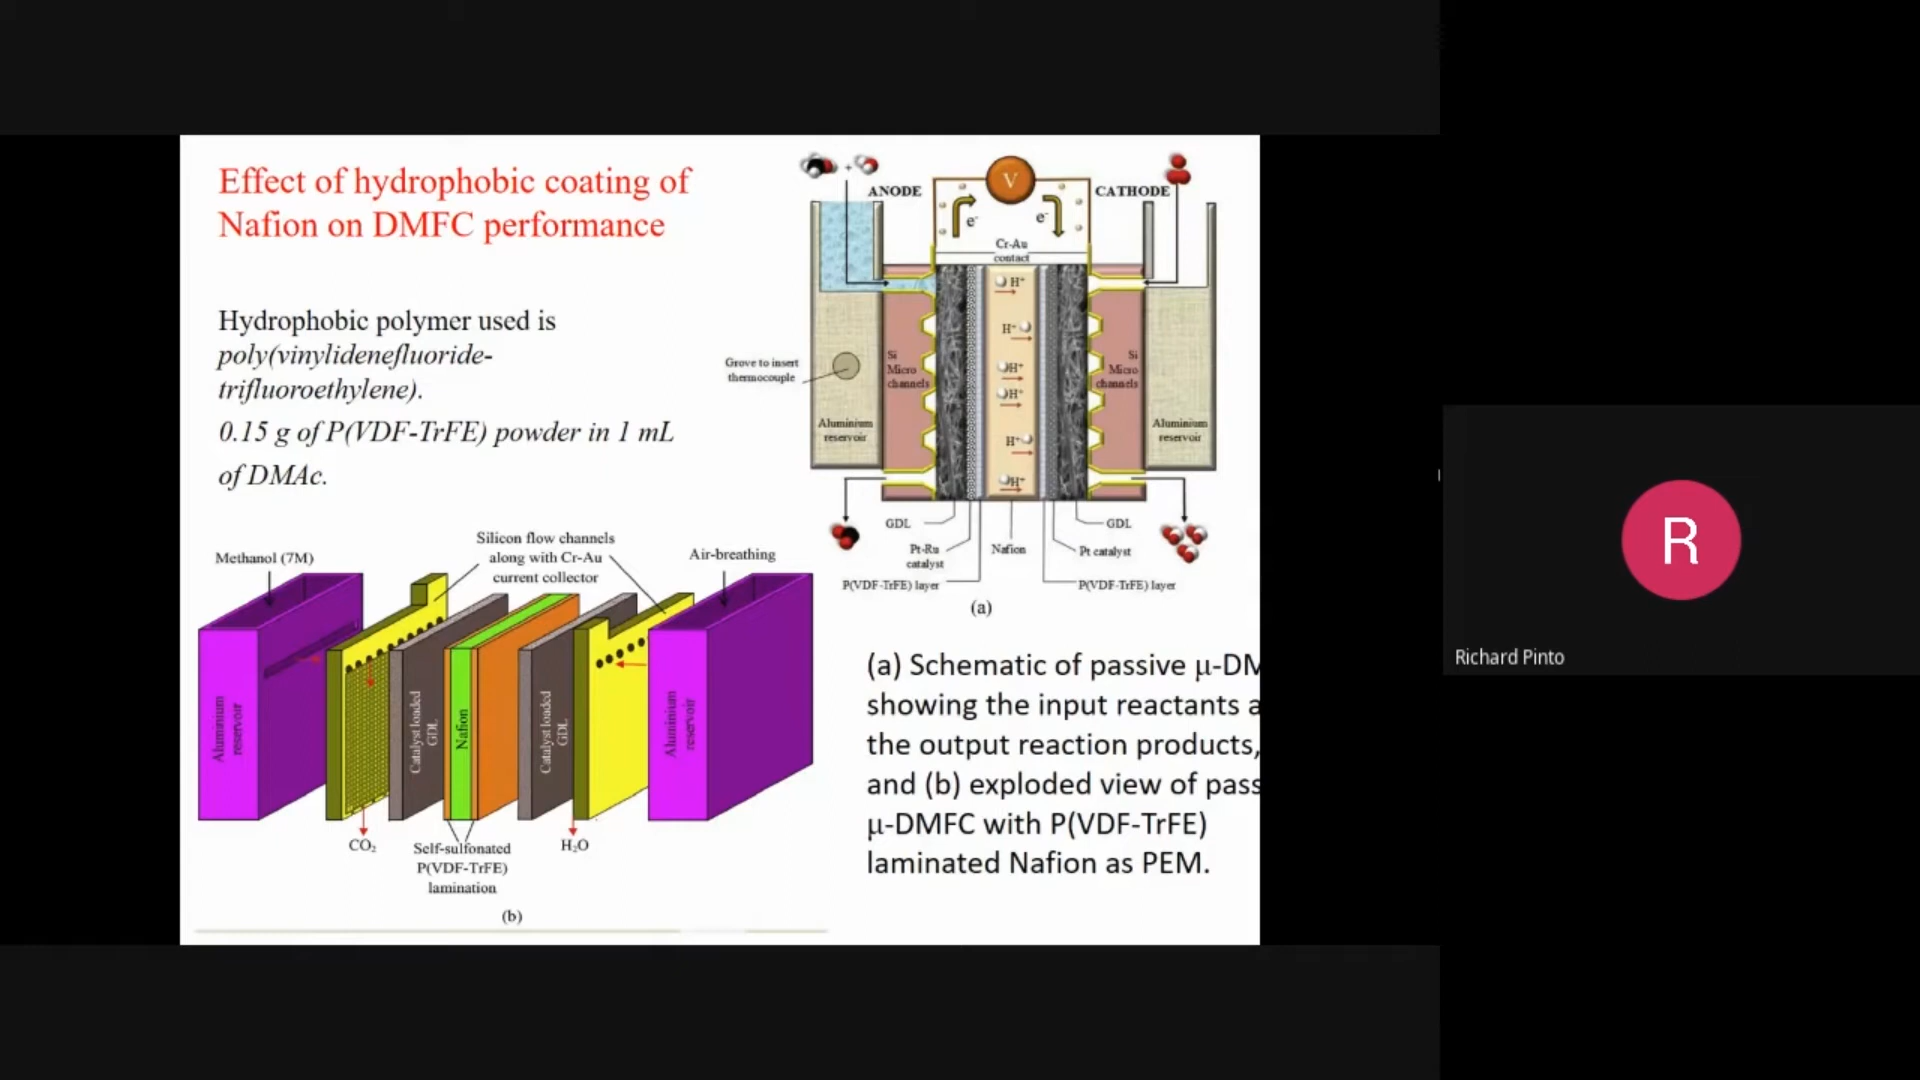 Effect of hydrophobic coating of
Nafion on DMFC performance
Hydrophobic polymer used is
poly(vinylidenefluoride-
trifluoroethylene).
0.15 g of P(VDF-TrFE) powder in 1 mL
of DMAc.
+
ANODE
V
CATHODE
e-
e-
Cr-Au
contact
H+
H+
H+
H+
H+
H+
Grove to insert
thermocouple
Si
Micro
channels
Si
Micro
channels
Aluminium
reservoir
Aluminium
reservoir
GDL
GDL
Pt-Ru
catalyst
Nafion
Pt catalyst
P(VDF-TrFE) layer
P(VDF-TrFE) layer
(a)
Methanol (7M)
Silicon flow channels
along with Cr-Au
current collector
Air-breathing
Aluminium
reservoir
Catalyst loaded
GDL
Nafion
Catalyst loaded
GDL
Aluminium
reservoir
CO₂
Self-sulfonated
P(VDF-TrFE)
lamination
H₂O
(b)
(a) Schematic of passive μ-DM
showing the input reactants a
the output reaction products,
and (b) exploded view of pass
μ-DMFC with P(VDF-TrFE)
laminated Nafion as PEM.
R
Richard Pinto